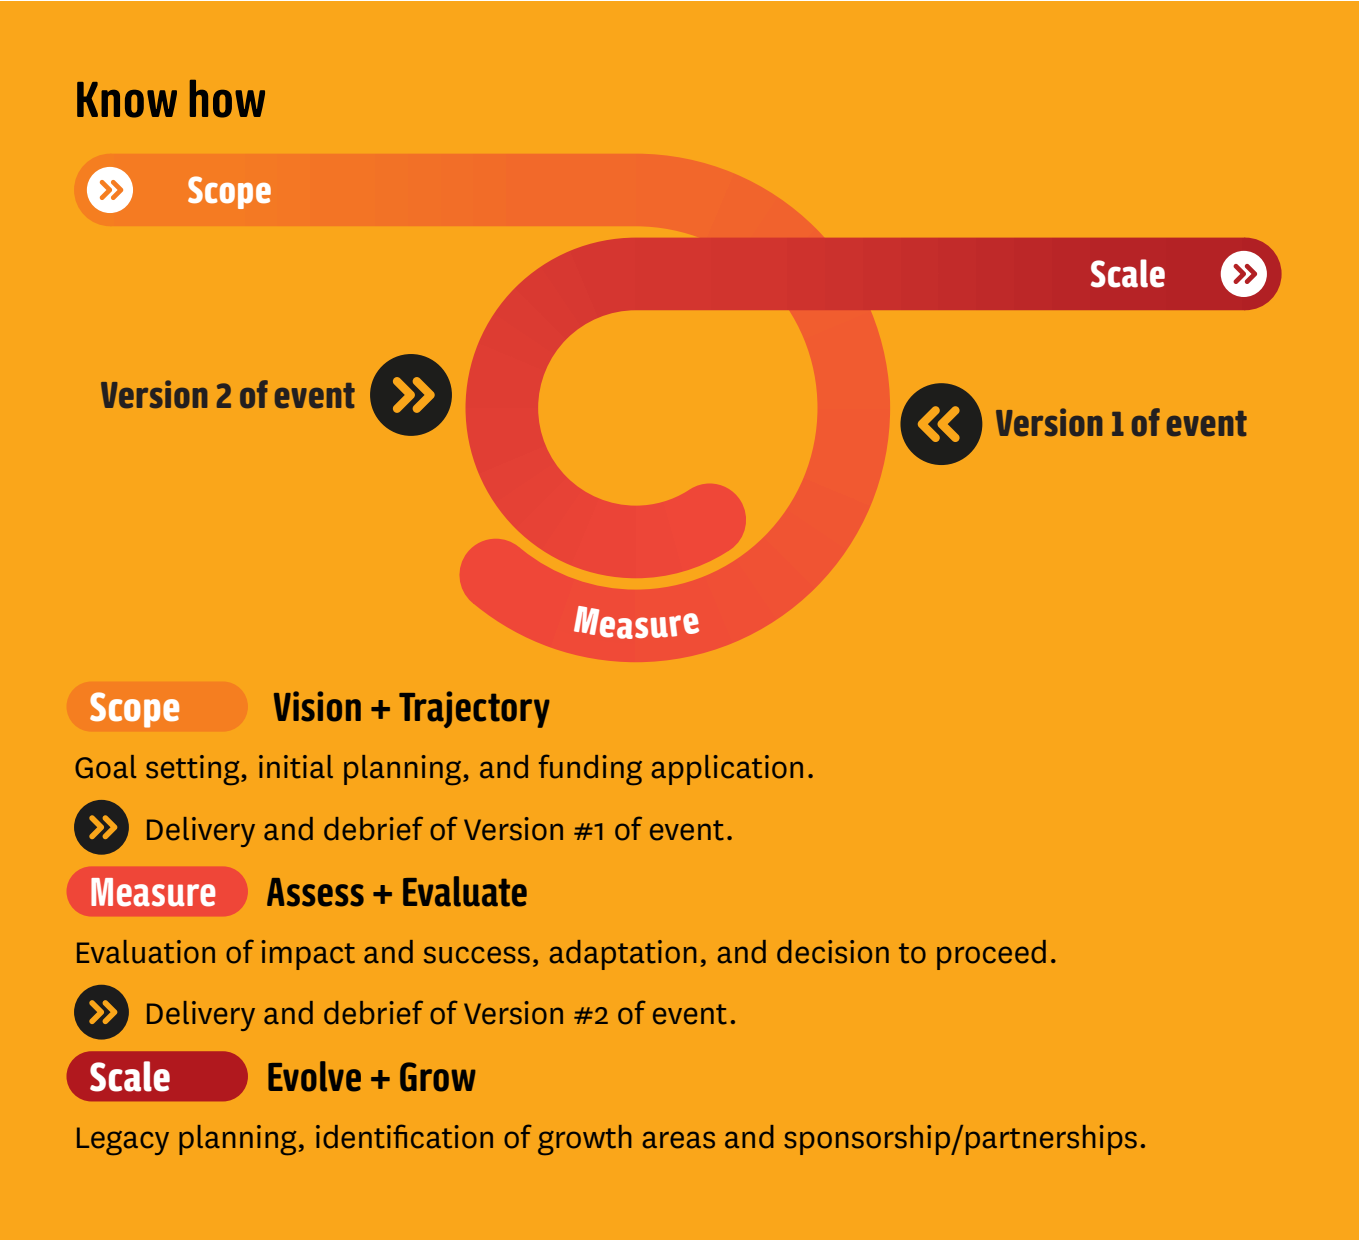 Know how
Scope
Scale
Version 2 of event
Version 1 of event
Measure
Scope Vision + Trajectory
Goal setting, initial planning, and funding application.
Delivery and debrief of Version #1 of event.
Measure Assess + Evaluate
Evaluation of impact and success, adaptation, and decision to proceed.
Delivery and debrief of Version #2 of event.
Scale Evolve + Grow
Legacy planning, identification of growth areas and sponsorship/partnerships.